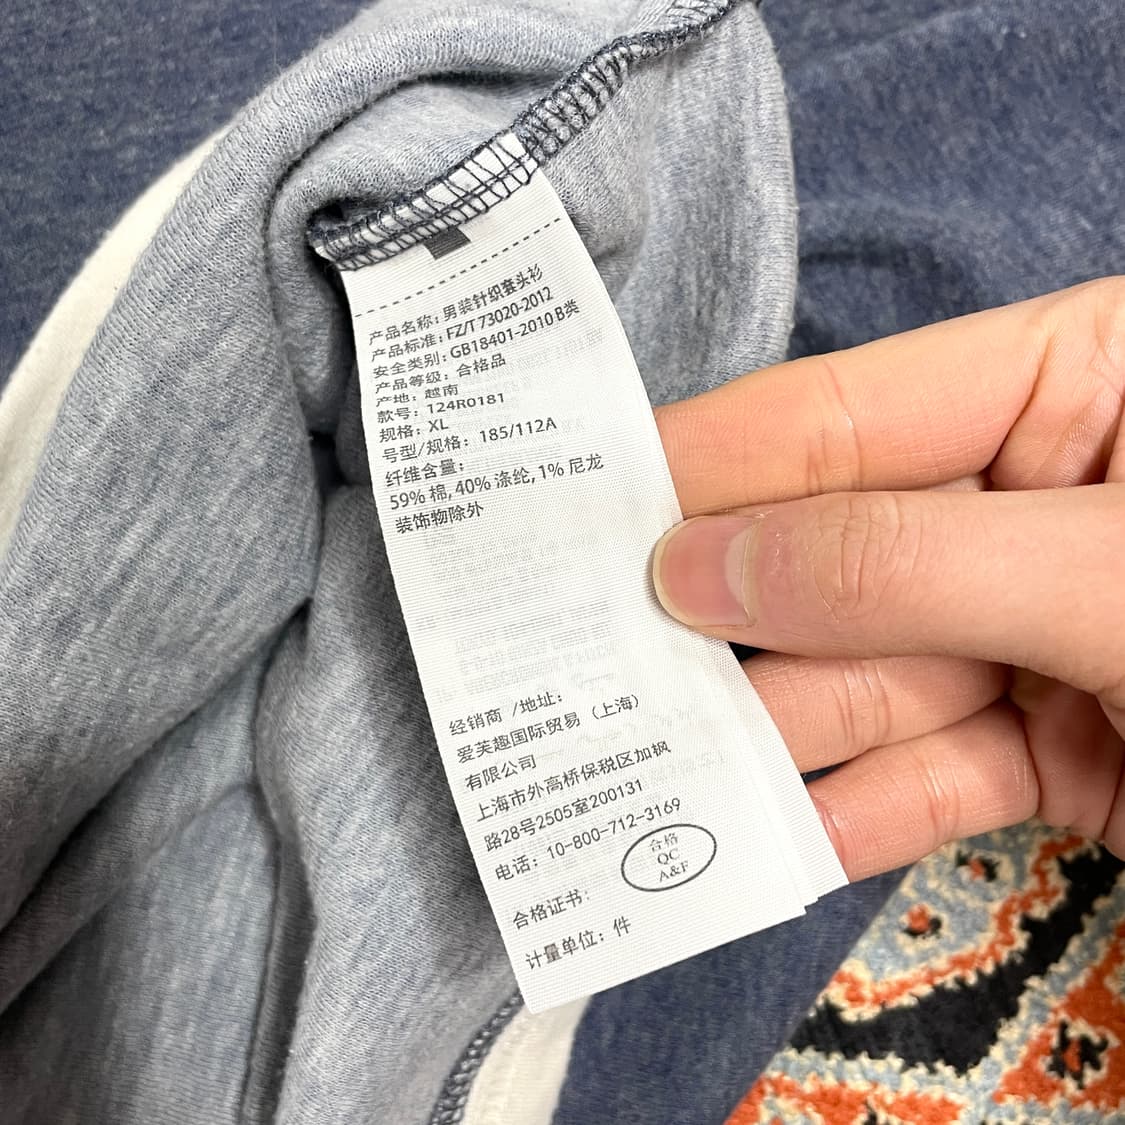 产品名称：男装针织套头衫
产品标准：FZ/T 73020-2012
安全类别：GB18401-2010 B类
产品等级：合格品
产地：越南
款号：124R0181
规格：XL
号型/规格：185/112A
纤维含量：
59% 棉, 40% 涤纶, 1% 尼龙
装饰物除外
经销商 /地址：
爱芙趣国际贸易（上海）
有限公司
上海市外高桥保税区加枫
路28号2505室200131
电话：10-800-712-3169
合格
QC
A&F
合格证书：
计量单位：件